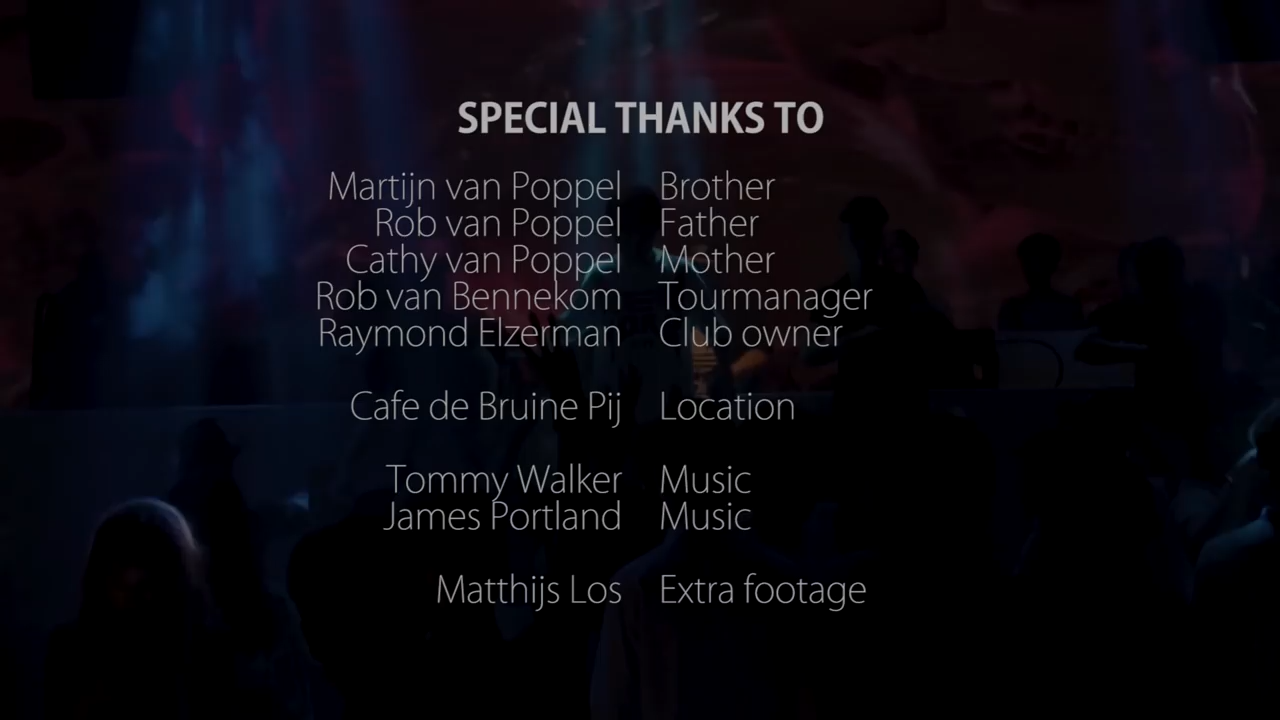 SPECIAL THANKS TO
Martijn van Poppel Brother
Rob van Poppel Father
Cathy van Poppel Mother
Rob van Bennekom Tourmanager
Raymond Elzerman Club owner
Cafe de Bruine Pij Location
Tommy Walker Music
James Portland Music
Matthijs Los Extra footage